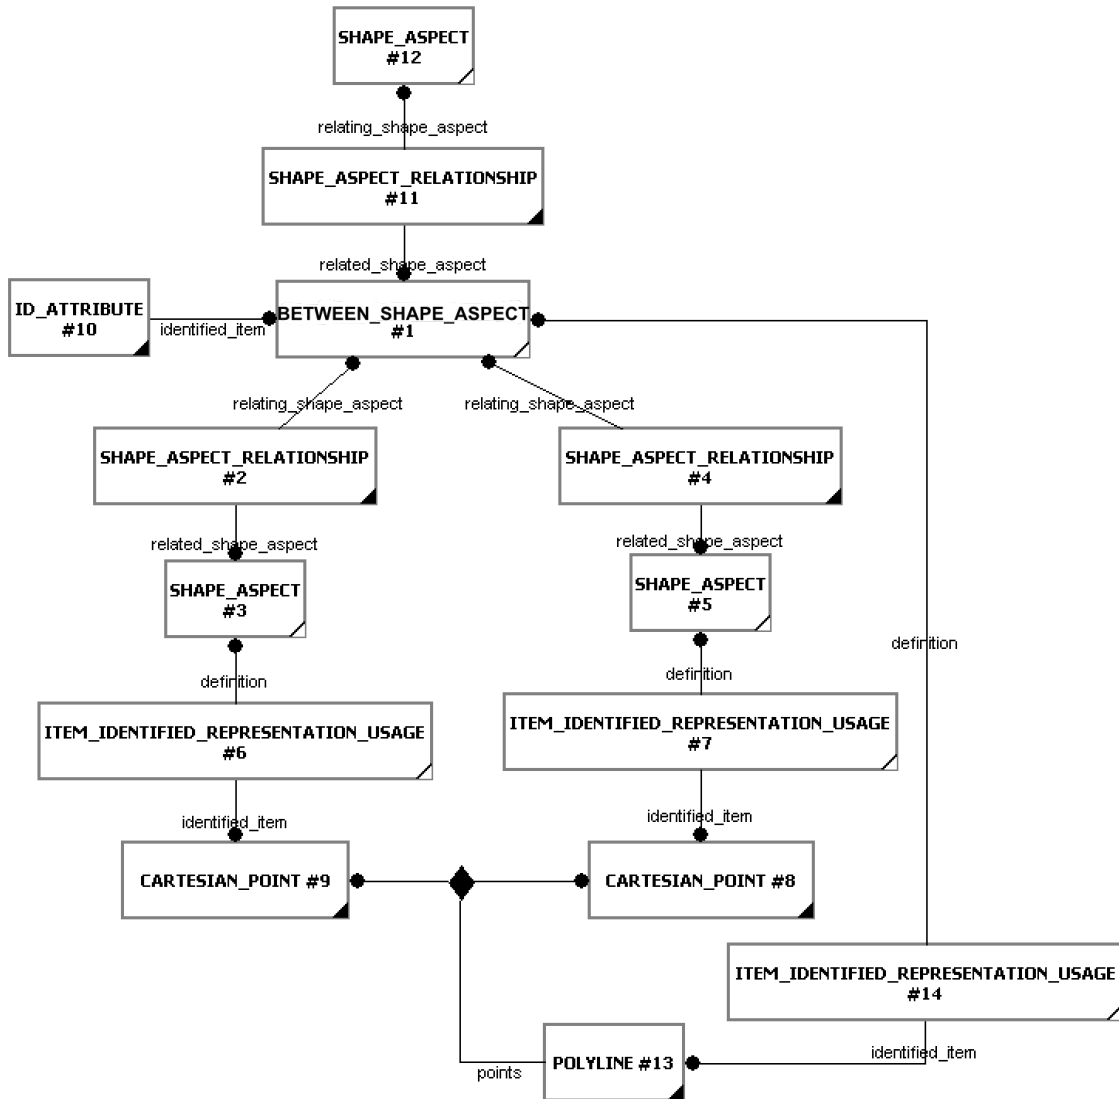 SHAPE_ASPECT
#12
relating_shape_aspect
SHAPE_ASPECT_RELATIONSHIP
#11
related_shape_aspect
ID_ATTRIBUTE
#10
identified_item
BETWEEN_SHAPE_ASPECT
#1
relating_shape_aspect
relating_shape_aspect
SHAPE_ASPECT_RELATIONSHIP
#2
SHAPE_ASPECT_RELATIONSHIP
#4
related_shape_aspect
related_shape_aspect
SHAPE_ASPECT
#3
SHAPE_ASPECT
#5
definition
definition
definition
ITEM_IDENTIFIED_REPRESENTATION_USAGE
#6
ITEM_IDENTIFIED_REPRESENTATION_USAGE
#7
identified_item
identified_item
CARTESIAN_POINT #9
CARTESIAN_POINT #8
ITEM_IDENTIFIED_REPRESENTATION_USAGE
#14
identified_item
POLYLINE #13
points